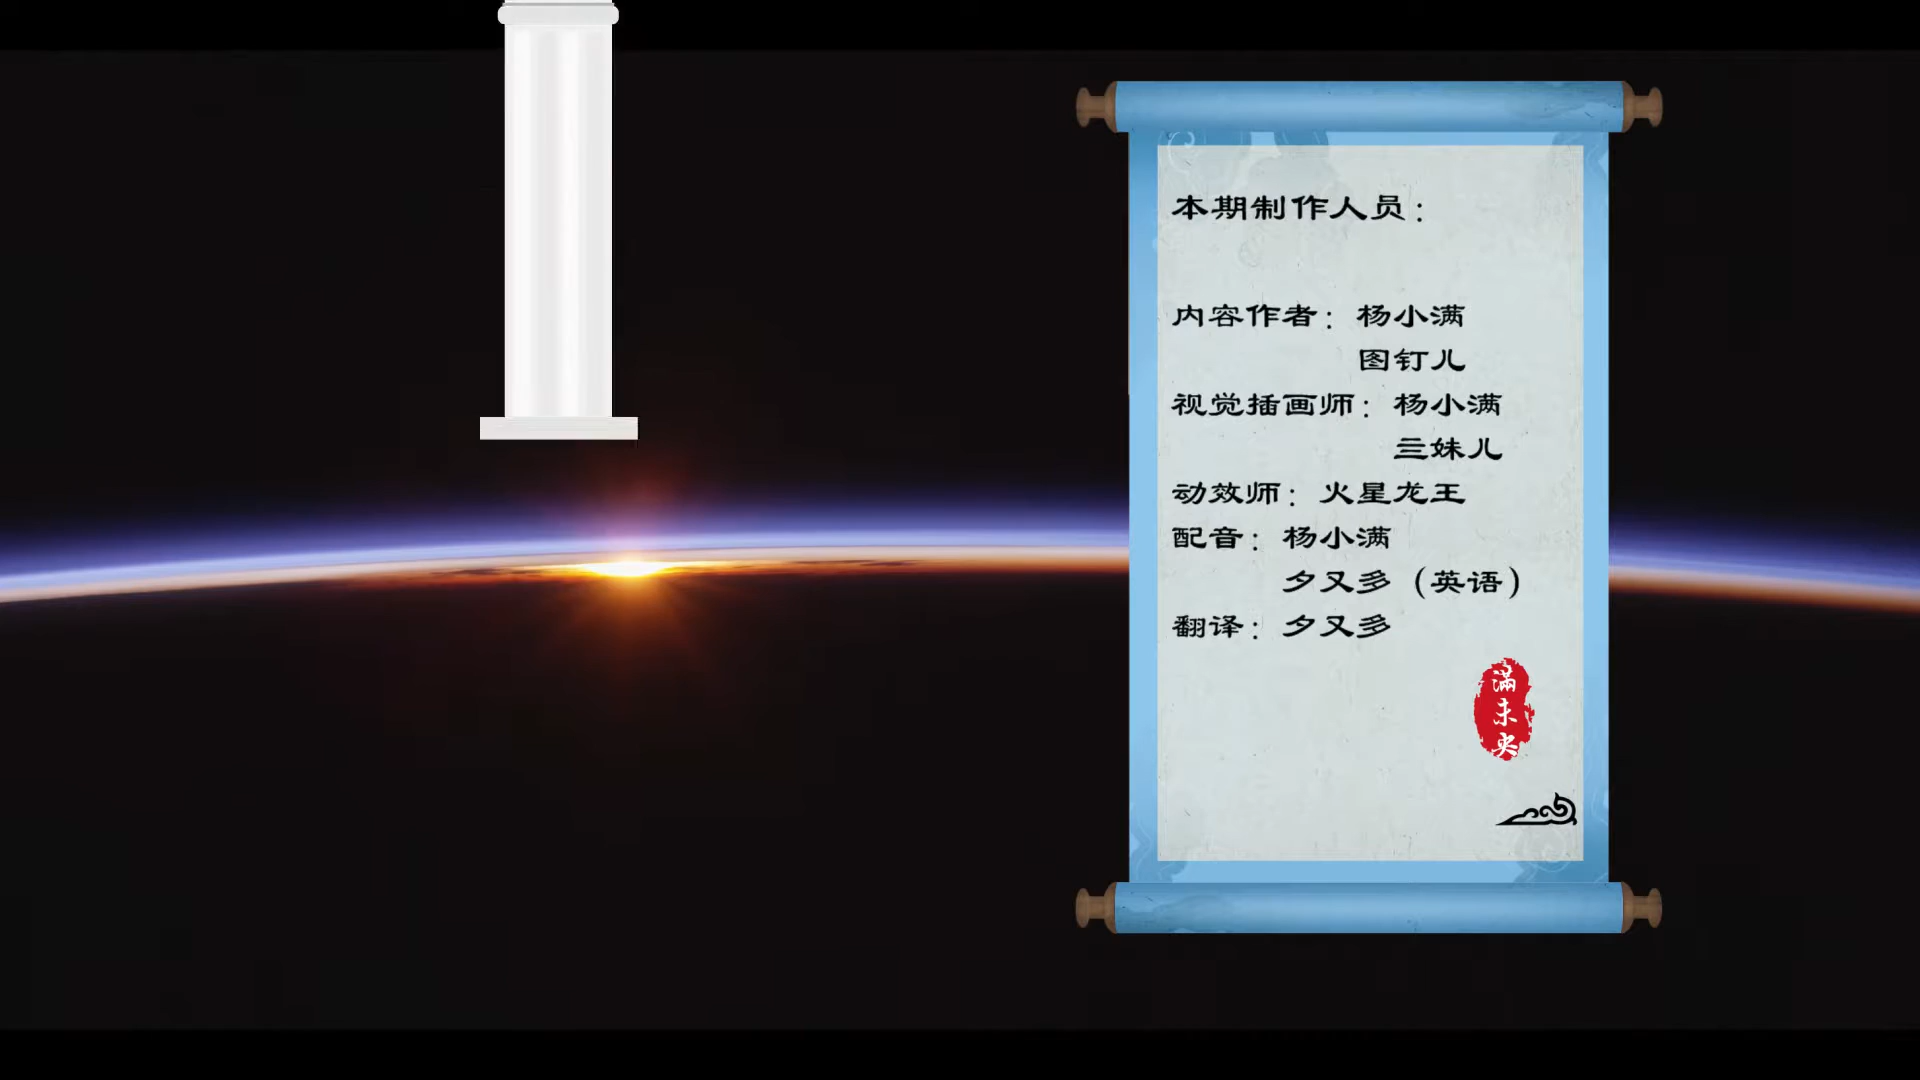 本期制作人员：
内容作者：杨小满
图钉儿
视觉插画师：杨小满
亖妹儿
动效师：火星龙王
配音：杨小满
夕又多（英语）
翻译：夕又多
滿未央